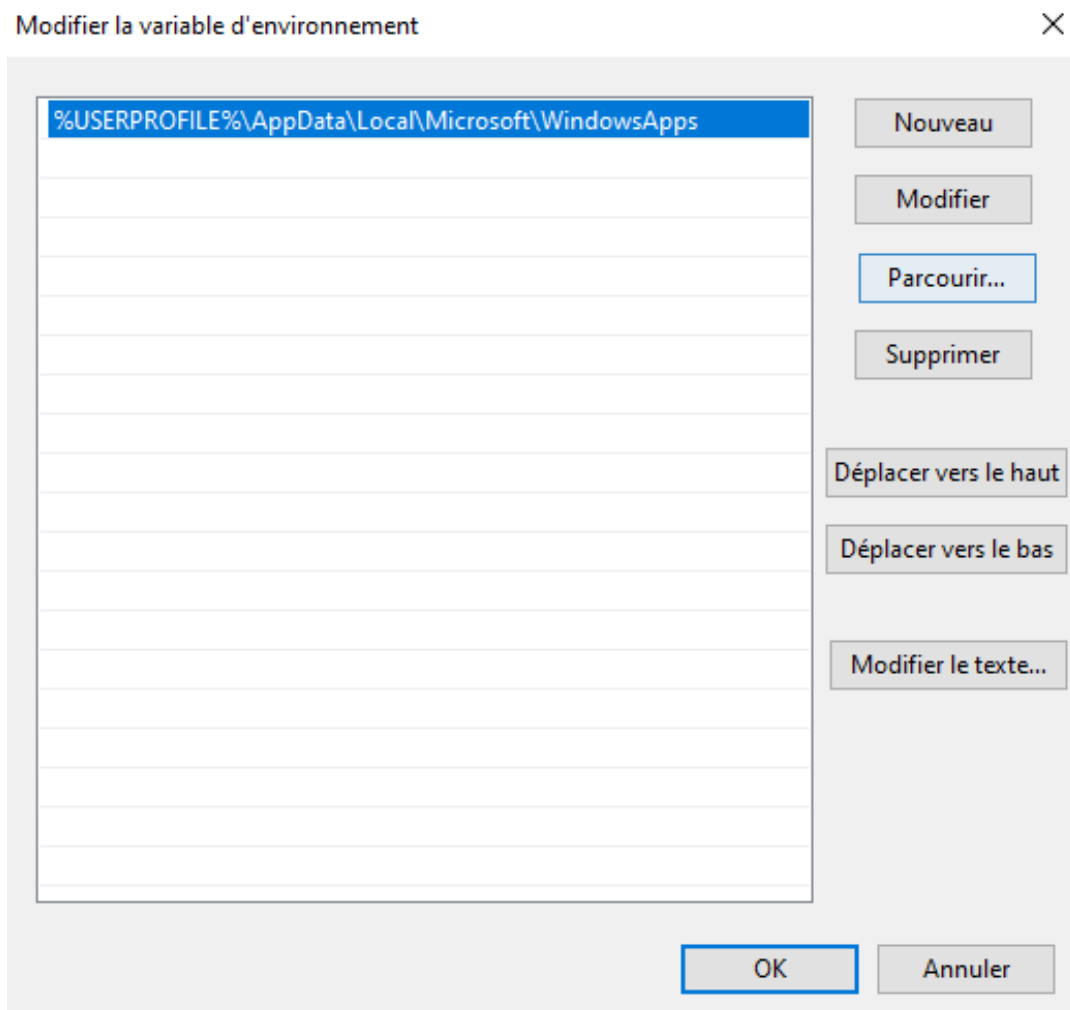 Modifier la variable d'environnement
%USERPROFILE%\AppData\Local\Microsoft\WindowsApps
Nouveau
Modifier
Parcourir...
Supprimer
Déplacer vers le haut
Déplacer vers le bas
Modifier le texte...
OK
Annuler